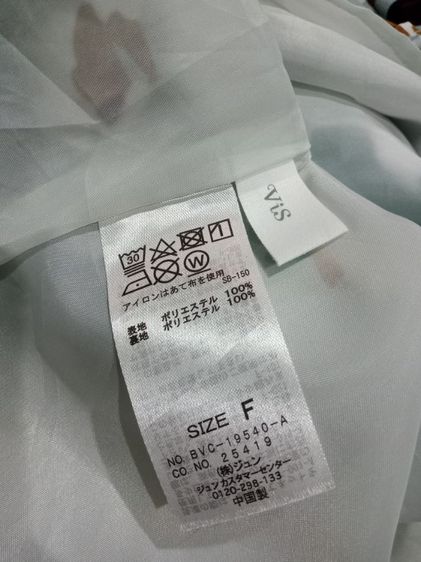 ViS
30
W
アイロンはあて布を使用 SB-150
表地 ポリエステル 100%
裏地 ポリエステル 100%
SIZE F
NO. BVC-19540-A
CO. NO. 25419
(株)ジュン
ジュンカスタマーセンター
0120-298-133
中国製